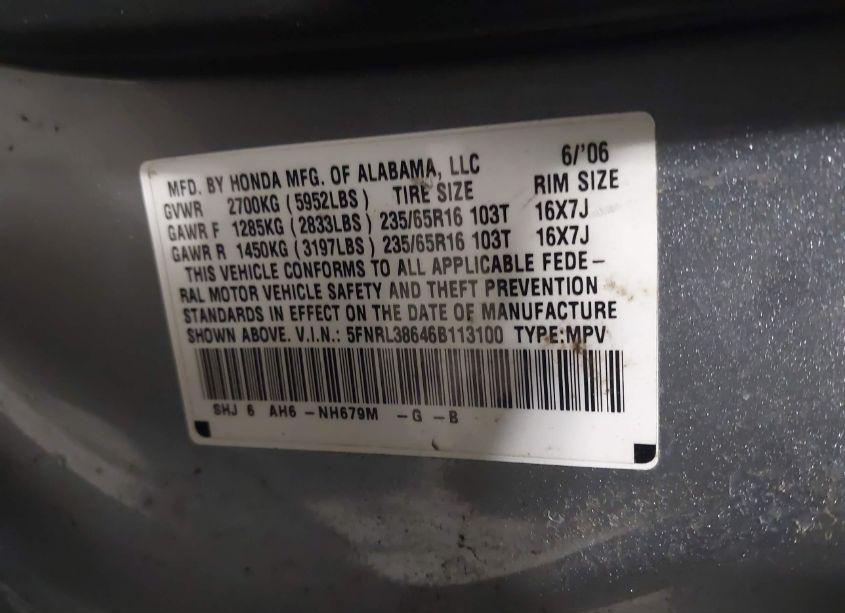 MFD. BY HONDA MFG. OF ALABAMA, LLC 6/'06
GVWR 2700KG (5952LBS) TIRE SIZE RIM SIZE
GAWR F 1285KG (2833LBS) 235/65R16 103T 16X7J
GAWR R 1450KG (3197LBS) 235/65R16 103T 16X7J
THIS VEHICLE CONFORMS TO ALL APPLICABLE FEDE-
RAL MOTOR VEHICLE SAFETY AND THEFT PREVENTION
STANDARDS IN EFFECT ON THE DATE OF MANUFACTURE
SHOWN ABOVE. V.I.N.: 5FNRL38646B113100 TYPE:MPV
SHJ 6 AH6 -NH679M -G -B